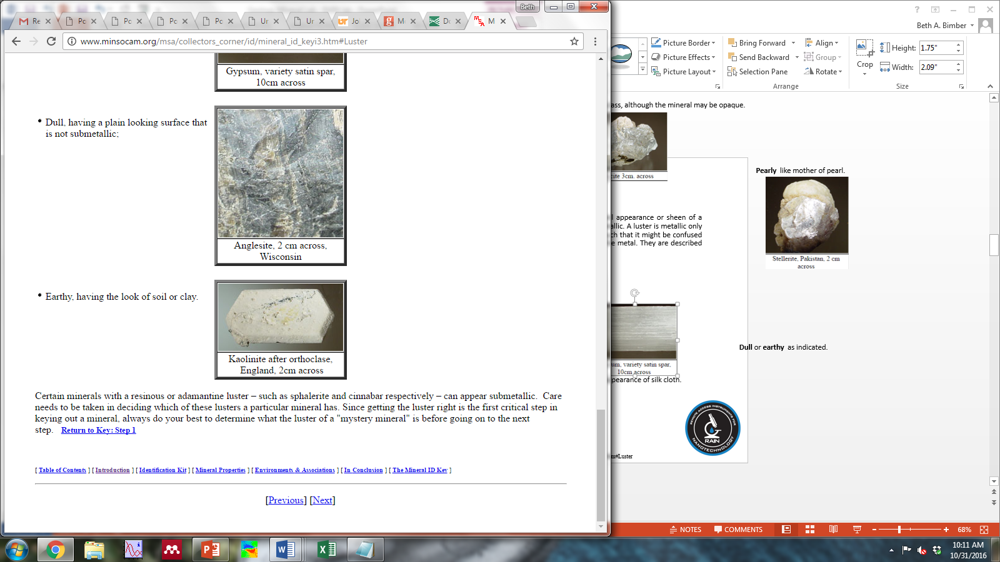 Beth
Re
Po
Po
Po
Po
Ur
Ur
Jol
Mo
Do
M
www.minsocam.org/msa/collectors_corner/id/mineral_id_keyi3.htm#Luster
Gypsum, variety satin spar,
10cm across
• Dull, having a plain looking surface that
is not submetallic;
Anglesite, 2 cm across,
Wisconsin
• Earthy, having the look of soil or clay.
Kaolinite after orthoclase,
England, 2cm across
Certain minerals with a resinous or adamantine luster – such as sphalerite and cinnabar respectively – can appear submetallic. Care
needs to be taken in deciding which of these lusters a particular mineral has. Since getting the luster right is the first critical step in
keying out a mineral, always do your best to determine what the luster of a "mystery mineral" is before going on to the next
step. Return to Key: Step 1
[ Table of Contents ] [ Introduction ] [ Identification Kit ] [ Mineral Properties ] [ Environments & Associations ] [ In Conclusion ] [ The Mineral ID Key ]
[Previous] [Next]
Beth A. Bimber
Picture Border
Picture Effects
Picture Layout
Bring Forward
Send Backward
Selection Pane
Align
Group
Rotate
Arrange
Crop
Height: 1.75"
Width: 2.09"
Size
ass, although the mineral may be opaque.
ite 3cm. across
Pearly like mother of pearl.
Stellerite, Pakistan, 2 cm
across
l appearance or sheen of a
allic. A luster is metallic only
ch that it might be confused
e metal. They are described
um, variety satin spar,
10cm across
pearance of silk cloth.
Dull or earthy as indicated.
REMOTE ACCESS INSTRUMENTS FOR
RAIN
NANOTECHNOLOGY
m#Luster
NOTES
COMMENTS
68%
10:11 AM
10/31/2016